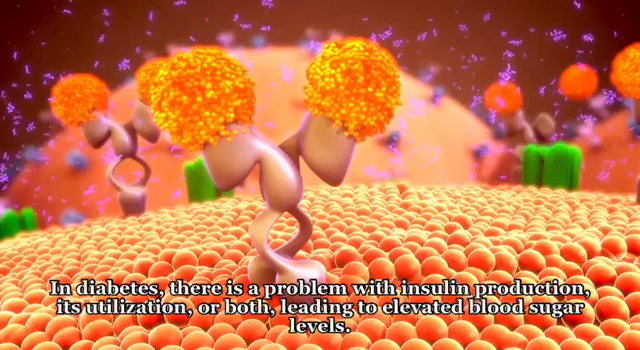 In diabetes, there is a problem with insulin production,
its utilization, or both, leading to elevated blood sugar
levels.